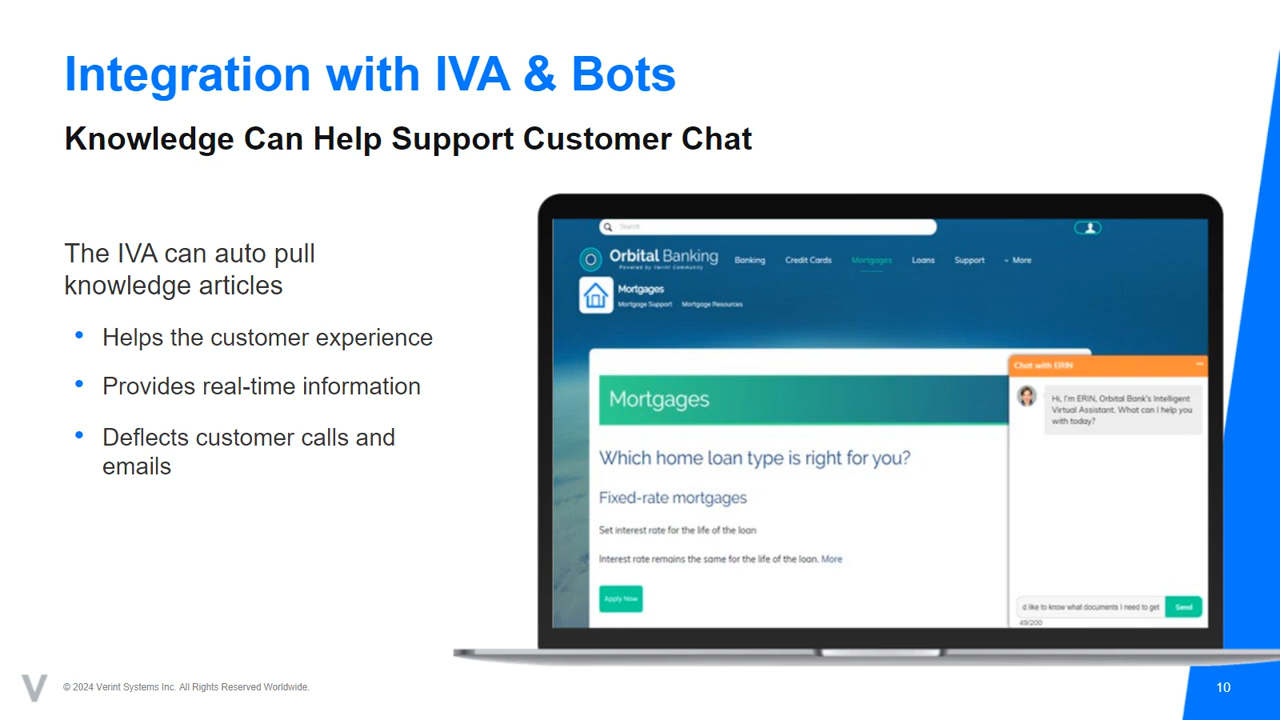 Integration with IVA & Bots
Knowledge Can Help Support Customer Chat
The IVA can auto pull
knowledge articles
• Helps the customer experience
• Provides real-time information
• Deflects customer calls and
emails
Search
Orbital Banking
Powered by Verint Community
Banking Credit Cards Mortgages Loans Support More
Mortgages
Mortgage Support Mortgage Resources
Mortgages
Which home loan type is right for you?
Fixed-rate mortgages
Set interest rate for the life of the loan
Interest rate remains the same for the life of the loan. More
Apply Now
Chat with ERIN
Hi, I'm ERIN, Orbital Bank's Intelligent
Virtual Assistant. What can I help you
with today?
d like to know what documents I need to get
Send
49/200
V
© 2024 Verint Systems Inc. All Rights Reserved Worldwide.
10